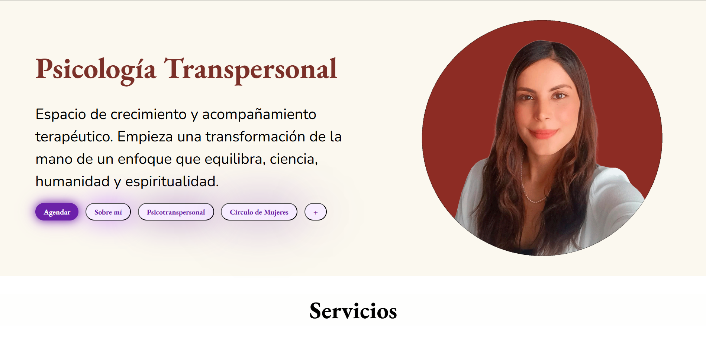 Psicología Transpersonal
Espacio de crecimiento y acompañamiento
terapéutico. Empieza una transformación de la
mano de un enfoque que equilibra, ciencia,
humanidad y espiritualidad.
Agendar Sobre mí Psicotranspersonal Círculo de Mujeres +
Servicios